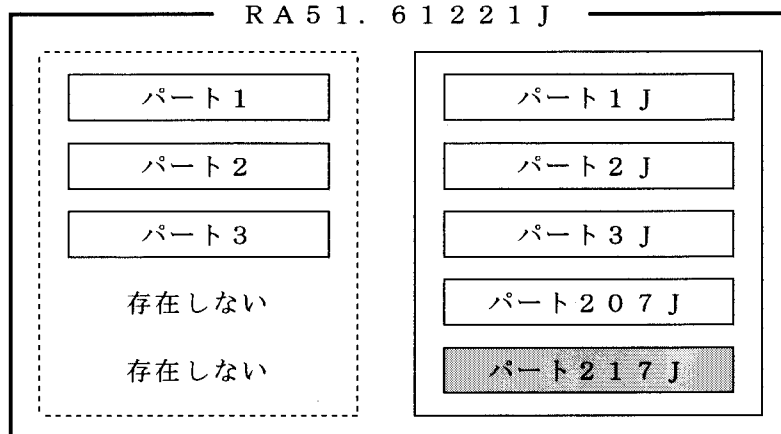 RA51. 61221J
パート1
パート2
パート3
存在しない
存在しない
パート1J
パート2J
パート3J
パート207J
パート217J